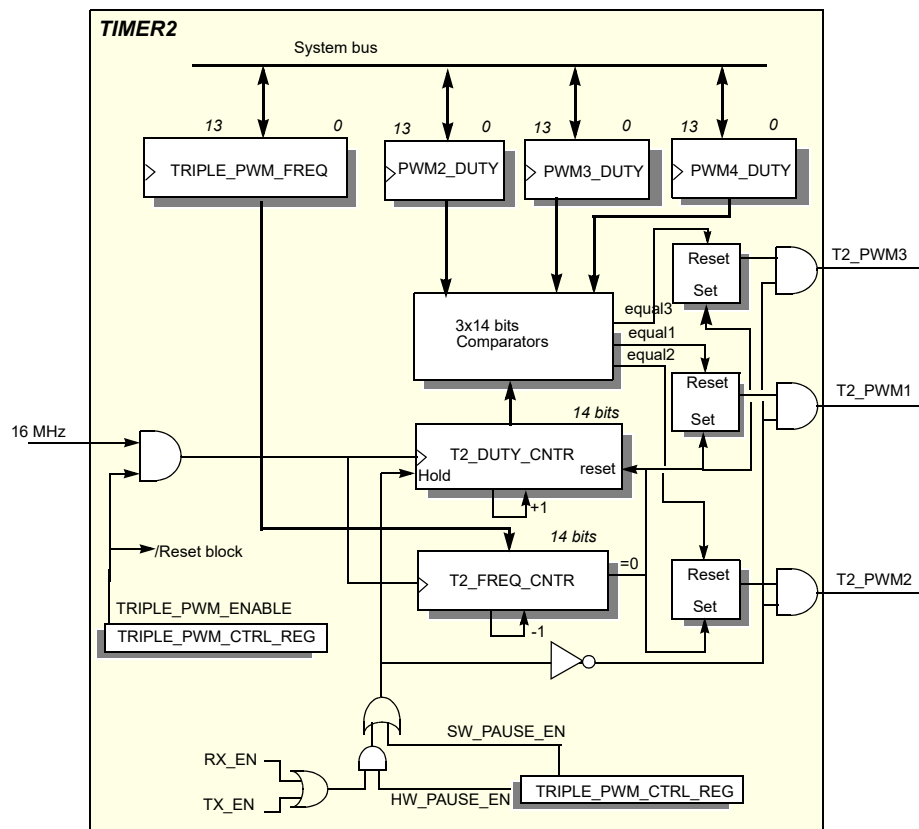 TIMER2
System bus
13 0 13 0 13 0 13 0
TRIPLE_PWM_FREQ
PWM2_DUTY
PWM3_DUTY
PWM4_DUTY
Reset
Set
T2_PWM3
equal3
3x14 bits
Comparators
equal1
equal2
Reset
Set
T2_PWM1
14 bits
16 MHz
T2_DUTY_CNTR
Hold
reset
+1
/Reset block
14 bits
T2_FREQ_CNTR
=0
-1
Reset
Set
T2_PWM2
TRIPLE_PWM_ENABLE
TRIPLE_PWM_CTRL_REG
SW_PAUSE_EN
RX_EN
TX_EN
HW_PAUSE_EN
TRIPLE_PWM_CTRL_REG